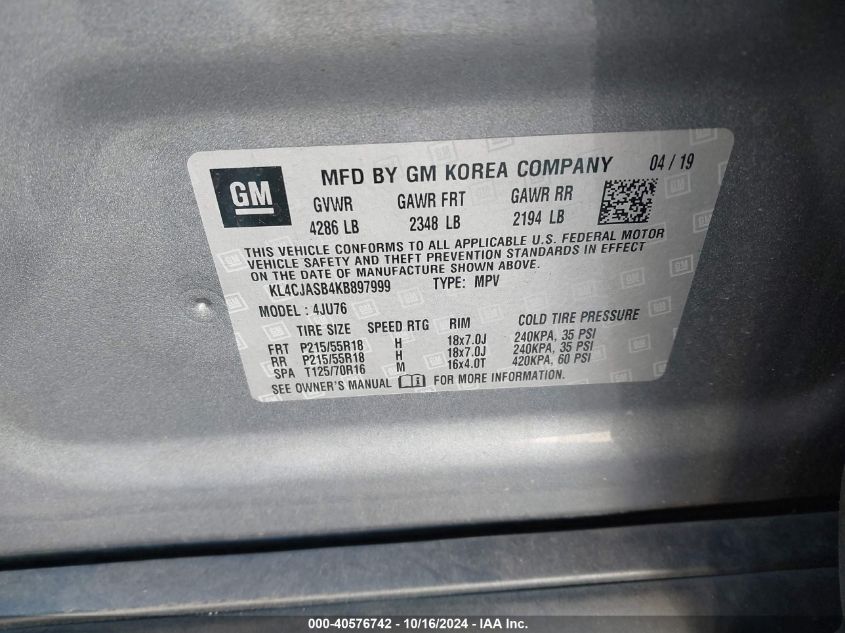 GM
MFD BY GM KOREA COMPANY 04 / 19
GVWR GAWR FRT GAWR RR
4286 LB 2348 LB 2194 LB
THIS VEHICLE CONFORMS TO ALL APPLICABLE U.S. FEDERAL MOTOR
VEHICLE SAFETY AND THEFT PREVENTION STANDARDS IN EFFECT
ON THE DATE OF MANUFACTURE SHOWN ABOVE.
KL4CJASB4KB897999 TYPE: MPV
MODEL : 4JU76
TIRE SIZE SPEED RTG RIM COLD TIRE PRESSURE
FRT P215/55R18 H 18x7.0J 240KPA, 35 PSI
RR P215/55R18 H 18x7.0J 240KPA, 35 PSI
SPA T125/70R16 M 16x4.0T 420KPA, 60 PSI
SEE OWNER'S MANUAL FOR MORE INFORMATION.
000-40576742 / 10/16/2024 - IAA Inc.